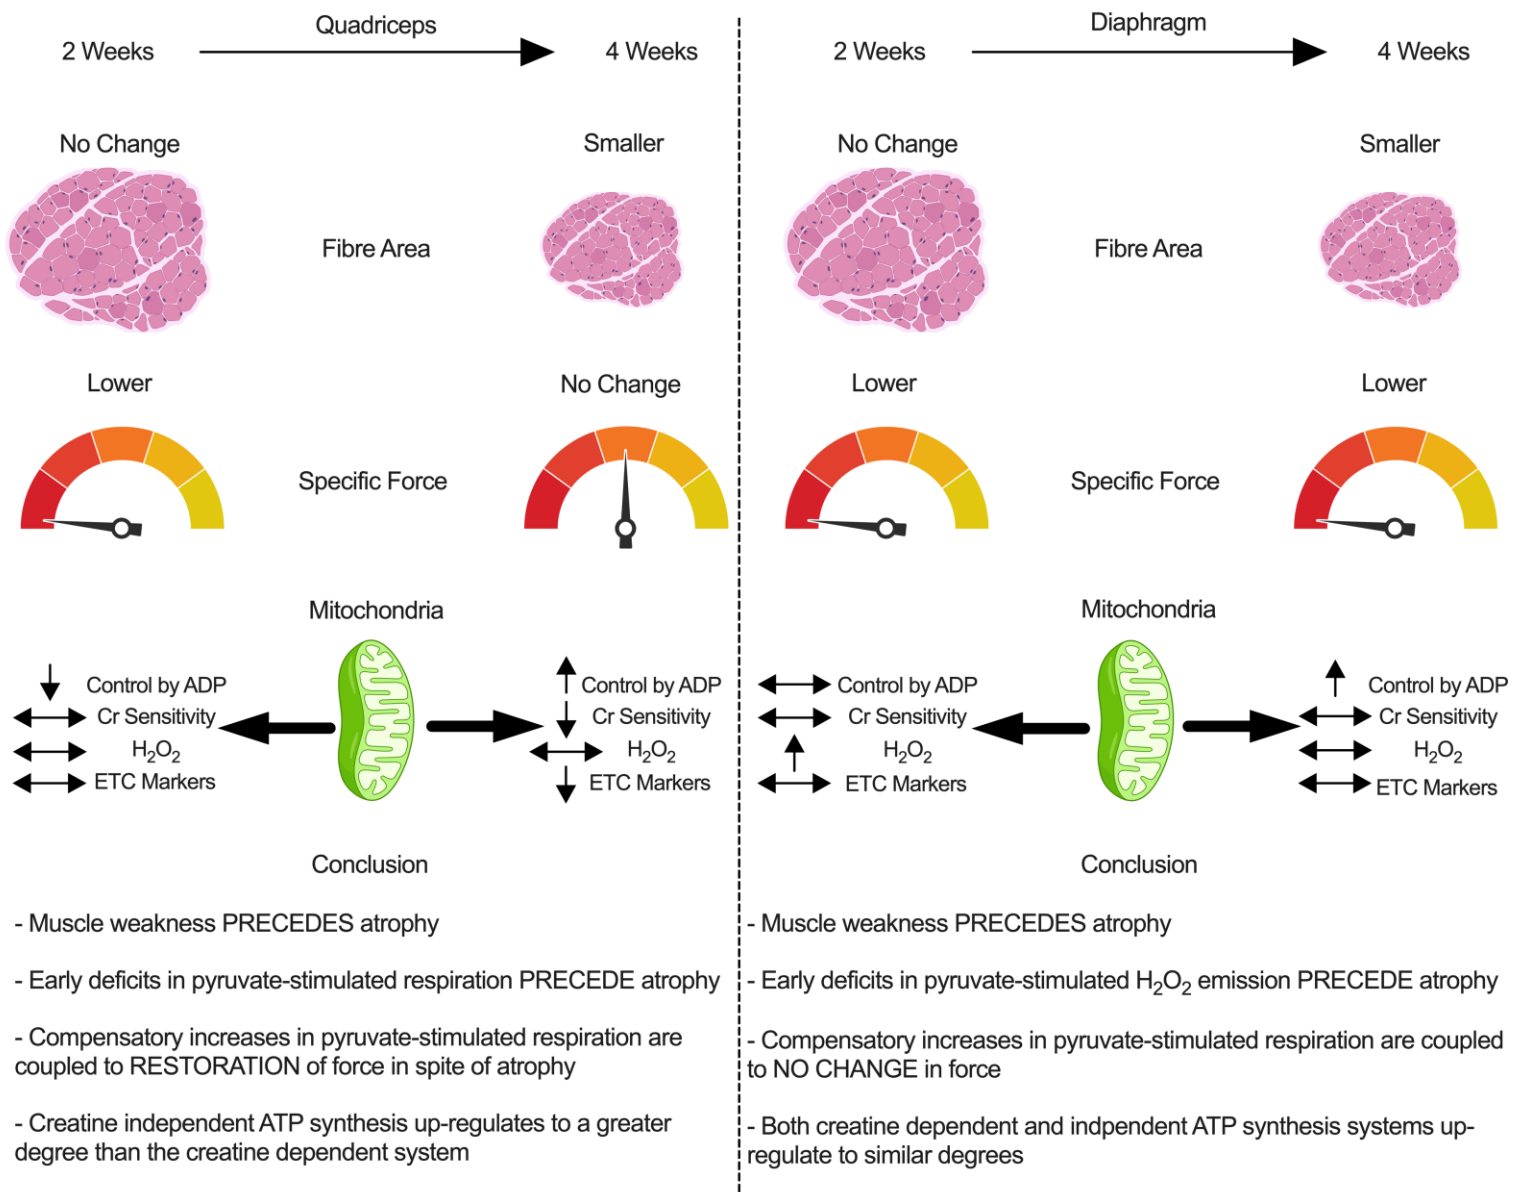 Quadriceps
2 Weeks
4 Weeks
No Change
Smaller
Fibre Area
Lower
No Change
Specific Force
Mitochondria
Control by ADP
Cr Sensitivity
H₂O₂
ETC Markers
Control by ADP
Cr Sensitivity
H₂O₂
ETC Markers
Conclusion
- Muscle weakness PRECEDES atrophy
- Early deficits in pyruvate-stimulated respiration PRECEDE atrophy
- Compensatory increases in pyruvate-stimulated respiration are
coupled to RESTORATION of force in spite of atrophy
- Creatine independent ATP synthesis up-regulates to a greater
degree than the creatine dependent system
Diaphragm
2 Weeks
4 Weeks
No Change
Smaller
Fibre Area
Lower
Lower
Specific Force
Mitochondria
Control by ADP
Cr Sensitivity
H₂O₂
ETC Markers
Control by ADP
Cr Sensitivity
H₂O₂
ETC Markers
Conclusion
- Muscle weakness PRECEDES atrophy
- Early deficits in pyruvate-stimulated H₂O₂ emission PRECEDE atrophy
- Compensatory increases in pyruvate-stimulated respiration are coupled
to NO CHANGE in force
- Both creatine dependent and indpendent ATP synthesis systems up-
regulate to similar degrees